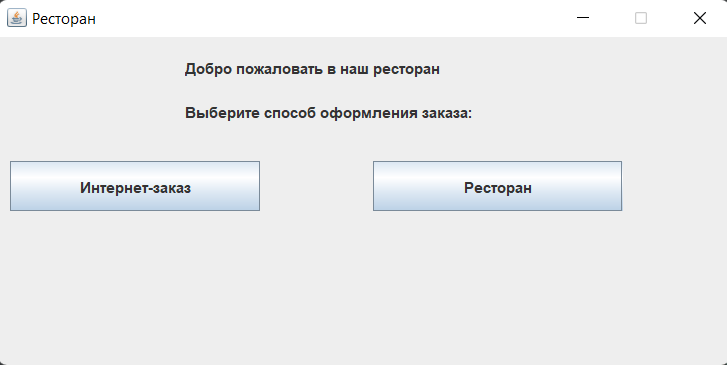 Ресторан
Добро пожаловать в наш ресторан
Выберите способ оформления заказа:
Интернет-заказ
Ресторан